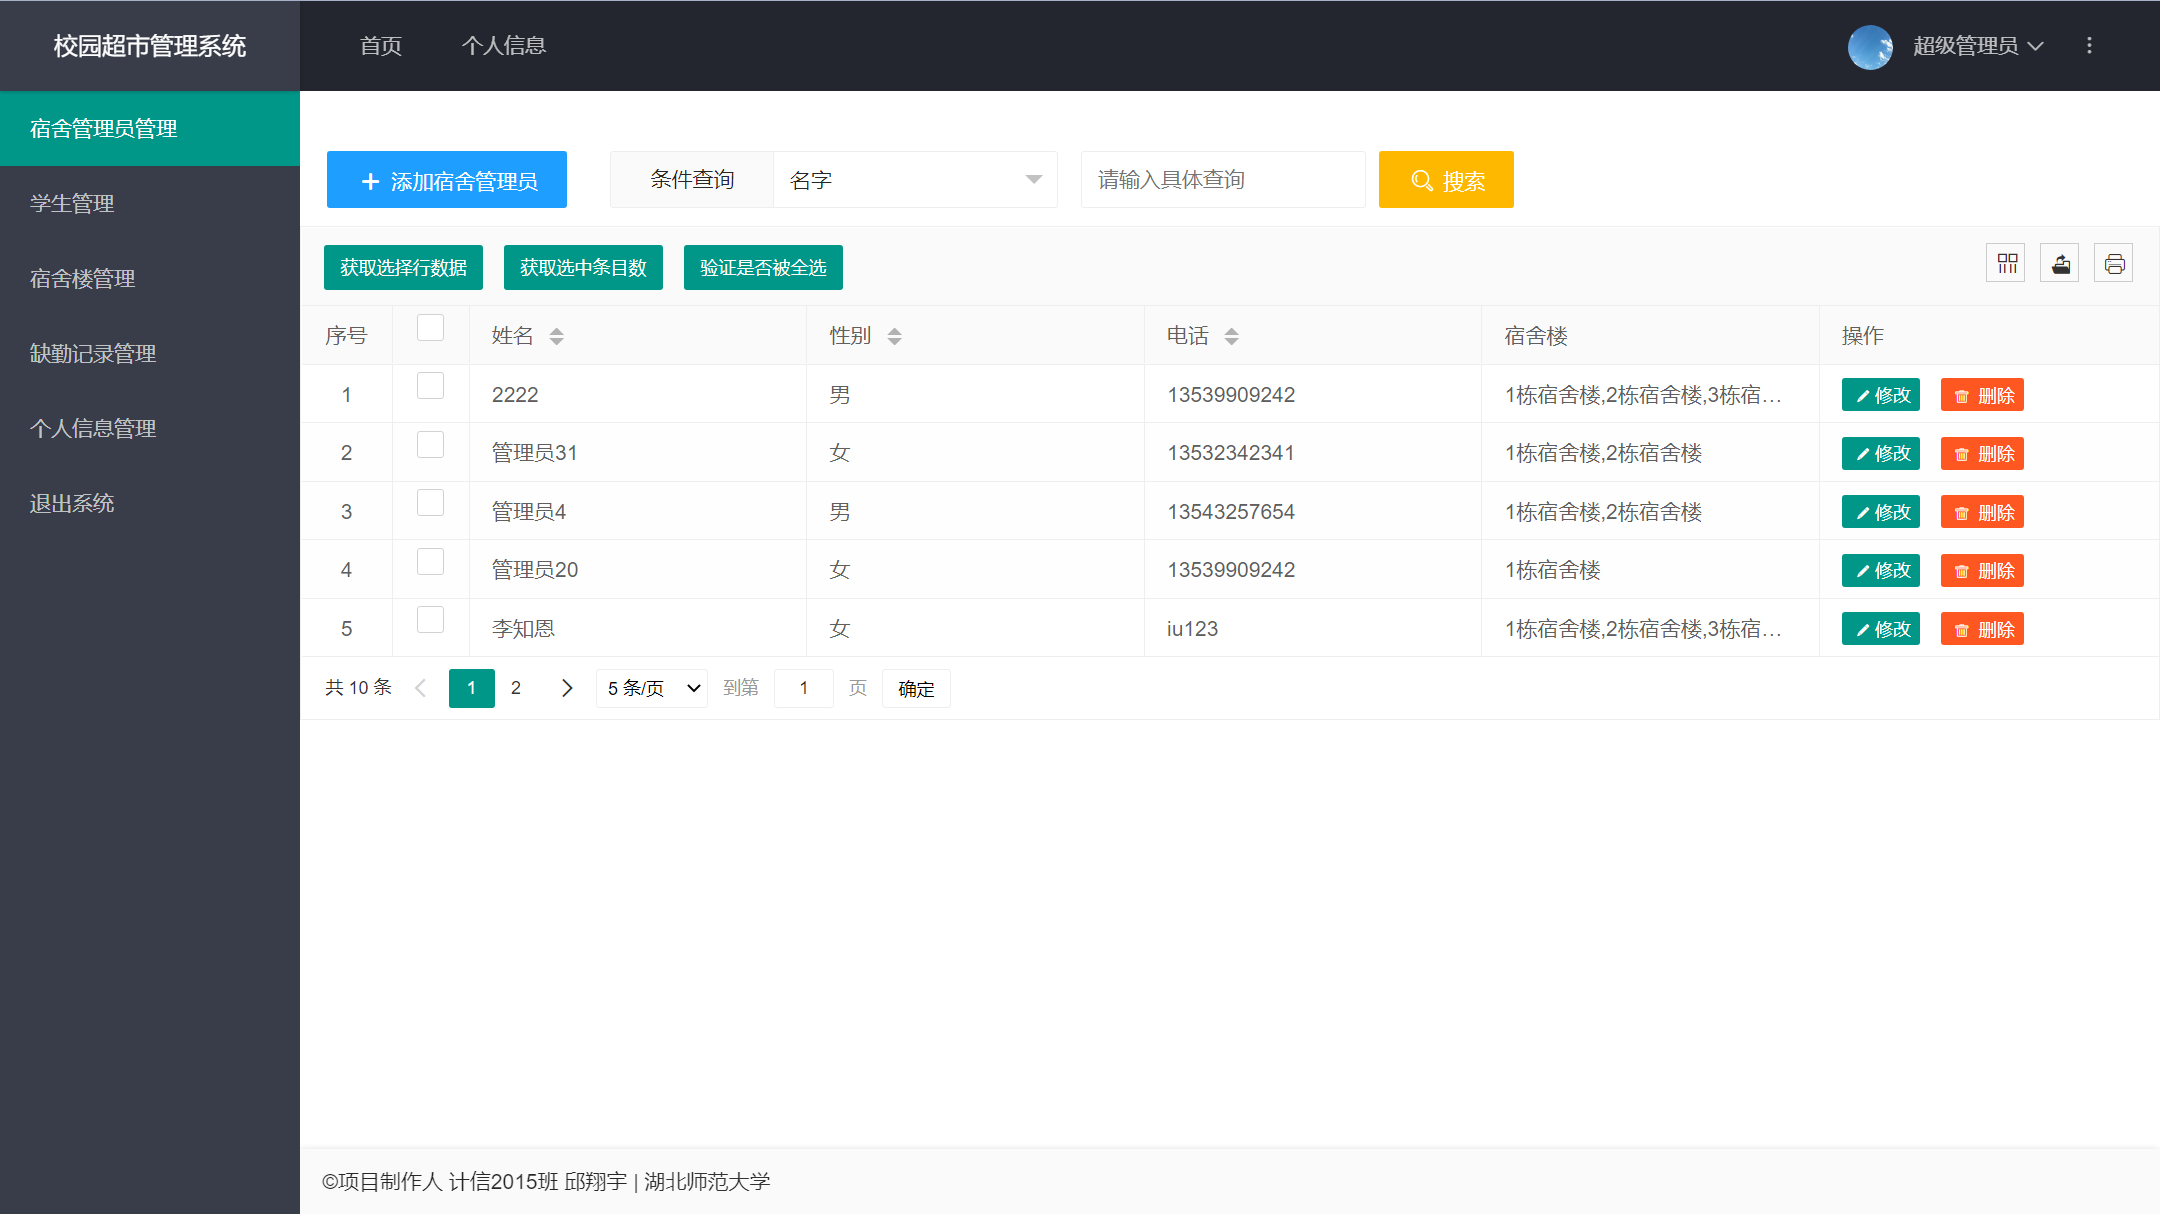 校园超市管理系统
首页 个人信息
超级管理员
宿舍管理员管理
学生管理
宿舍楼管理
缺勤记录管理
个人信息管理
退出系统
添加宿舍管理员 条件查询 名字 请输入具体查询 搜索
获取选择行数据 获取选中条目数 验证是否被全选
序号 姓名 性别 电话 宿舍楼 操作
1 2222 男 13539909242 1栋宿舍楼,2栋宿舍楼,3栋宿… 修改 删除
2 管理员31 女 13532342341 1栋宿舍楼,2栋宿舍楼 修改 删除
3 管理员4 男 13543257654 1栋宿舍楼,2栋宿舍楼 修改 删除
4 管理员20 女 13539909242 1栋宿舍楼 修改 删除
5 李知恩 女 iu123 1栋宿舍楼,2栋宿舍楼,3栋宿… 修改 删除
共 10 条 1 2 5 条/页 到第 1 页 确定
©项目制作人 计信2015班 邱翔宇 | 湖北师范大学